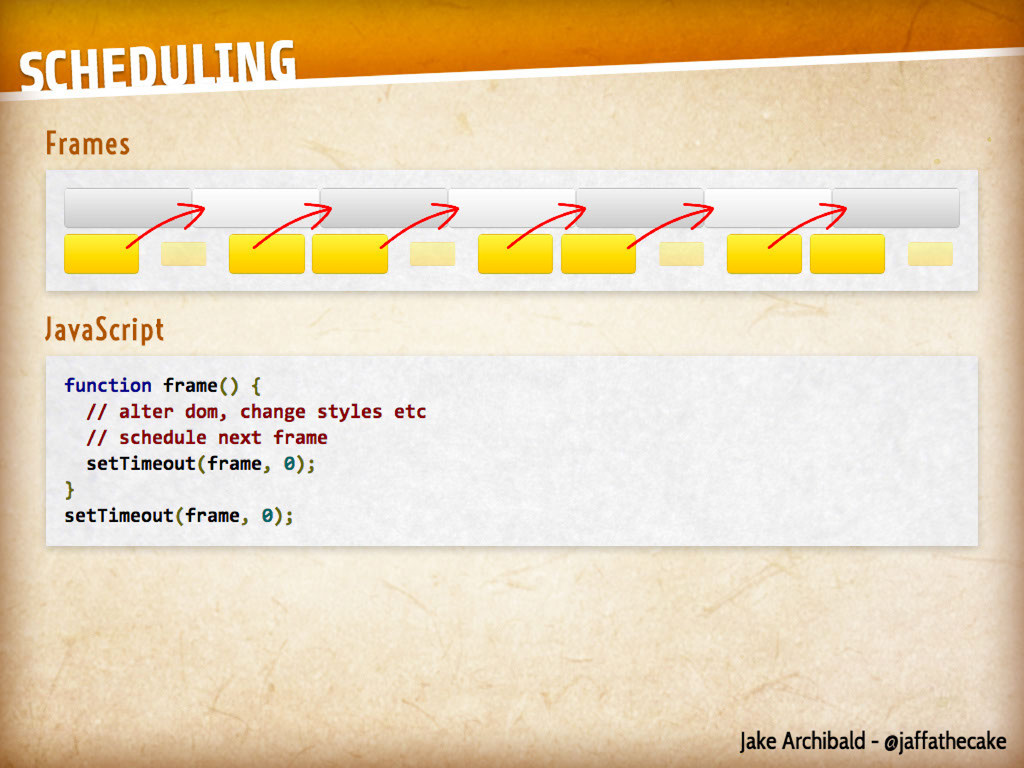 SCHEDULING
Frames
JavaScript
function frame() {
  // alter dom, change styles etc
  // schedule next frame
  setTimeout(frame, 0);
}
setTimeout(frame, 0);
Jake Archibald - @jaffathecake